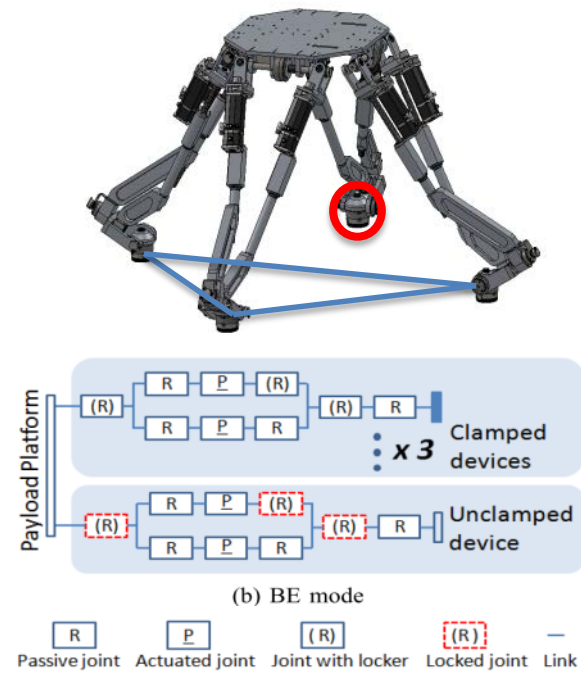 Payload Platform
R P (R)
(R) (R) R
R P R
x 3 Clamped
devices
R P (R)
(R) (R) R Unclamped
R P R device
(b) BE mode
R P (R) (R)
Passive joint Actuated joint Joint with locker Locked joint Link